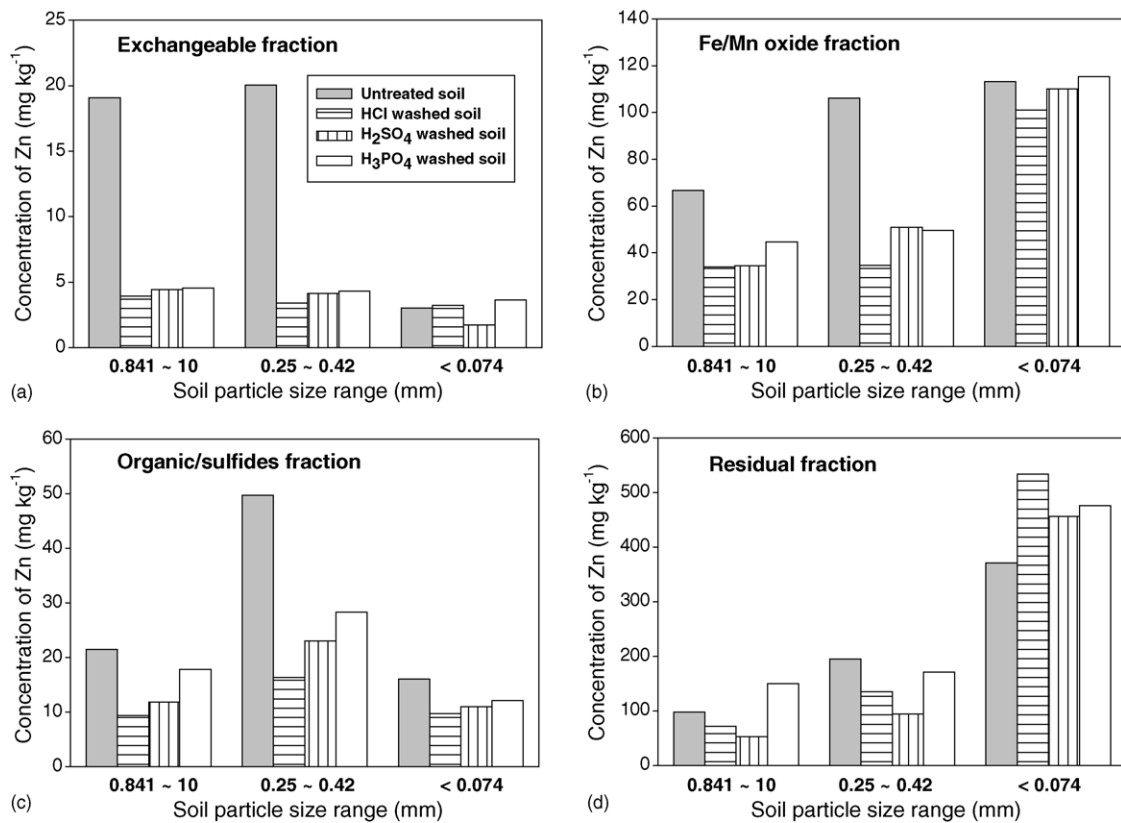 Exchangeable fraction
Untreated soil
HCl washed soil
H2SO4 washed soil
H3PO4 washed soil
Concentration of Zn (mg kg-1)
25
20
15
10
5
0
0.841 ~ 10 0.25 ~ 0.42 < 0.074
(a) Soil particle size range (mm)
Fe/Mn oxide fraction
Concentration of Zn (mg kg-1)
140
120
100
80
60
40
20
0
0.841 ~ 10 0.25 ~ 0.42 < 0.074
(b) Soil particle size range (mm)
Organic/sulfides fraction
Concentration of Zn (mg kg-1)
60
50
40
30
20
10
0
0.841 ~ 10 0.25 ~ 0.42 < 0.074
(c) Soil particle size range (mm)
Residual fraction
Concentration of Zn (mg kg-1)
600
500
400
300
200
100
0
0.841 ~ 10 0.25 ~ 0.42 < 0.074
(d) Soil particle size range (mm)